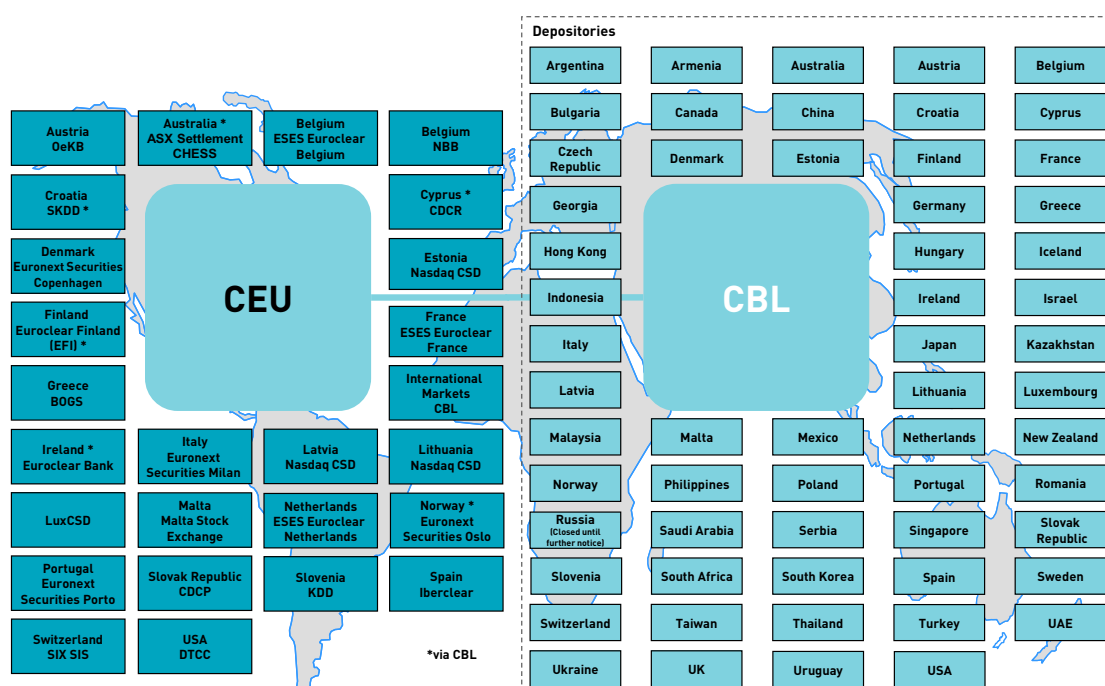 Depositories
Argentina
Armenia
Australia
Austria
Belgium
Bulgaria
Canada
China
Croatia
Cyprus
Czech
Republic
Denmark
Estonia
Finland
France
Georgia
Germany
Greece
Hong Kong
Hungary
Iceland
Indonesia
Ireland
Israel
Italy
Japan
Kazakhstan
Latvia
Lithuania
Luxembourg
Malaysia
Malta
Mexico
Netherlands
New Zealand
Norway
Philippines
Poland
Portugal
Romania
Russia
(Closed until
further notice)
Saudi Arabia
Serbia
Singapore
Slovak
Republic
Slovenia
South Africa
South Korea
Spain
Sweden
Switzerland
Taiwan
Thailand
Turkey
UAE
Ukraine
UK
Uruguay
USA
CBL
CEU
Austria
OeKB
Australia *
ASX Settlement
CHESS
Belgium
ESES Euroclear
Belgium
Belgium
NBB
Croatia
SKDD *
Cyprus *
CDCR
Denmark
Euronext Securities
Copenhagen
Estonia
Nasdaq CSD
Finland
Euroclear Finland
(EFI) *
France
ESES Euroclear
France
Greece
BOGS
International
Markets
CBL
Ireland *
Euroclear Bank
Italy
Euronext
Securities Milan
Latvia
Nasdaq CSD
Lithuania
Nasdaq CSD
LuxCSD
Malta
Malta Stock
Exchange
Netherlands
ESES Euroclear
Netherlands
Norway *
Euronext
Securities Oslo
Portugal
Euronext
Securities Porto
Slovak Republic
CDCP
Slovenia
KDD
Spain
Iberclear
Switzerland
SIX SIS
USA
DTCC
*via CBL